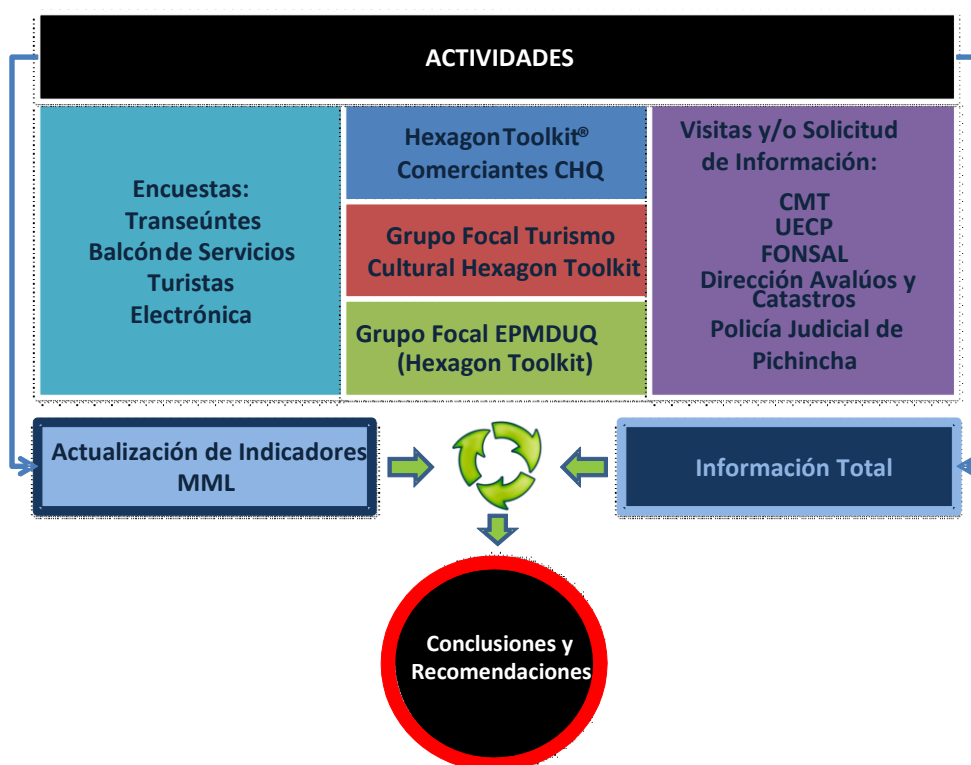 ACTIVIDADES
Encuestas:
Transeúntes
Balcón de Servicios
Turistas
Electrónica
Hexagon Toolkit®
Comerciantes CHQ
Grupo Focal Turismo
Cultural Hexagon Toolkit
Grupo Focal EPMDUQ
(Hexagon Toolkit)
Visitas y/o Solicitud
de Información:
CMT
UECP
FONSAL
Dirección Avalúos y
Catastros
Policía Judicial de
Pichincha
Actualización de Indicadores
MML
Información Total
Conclusiones y
Recomendaciones